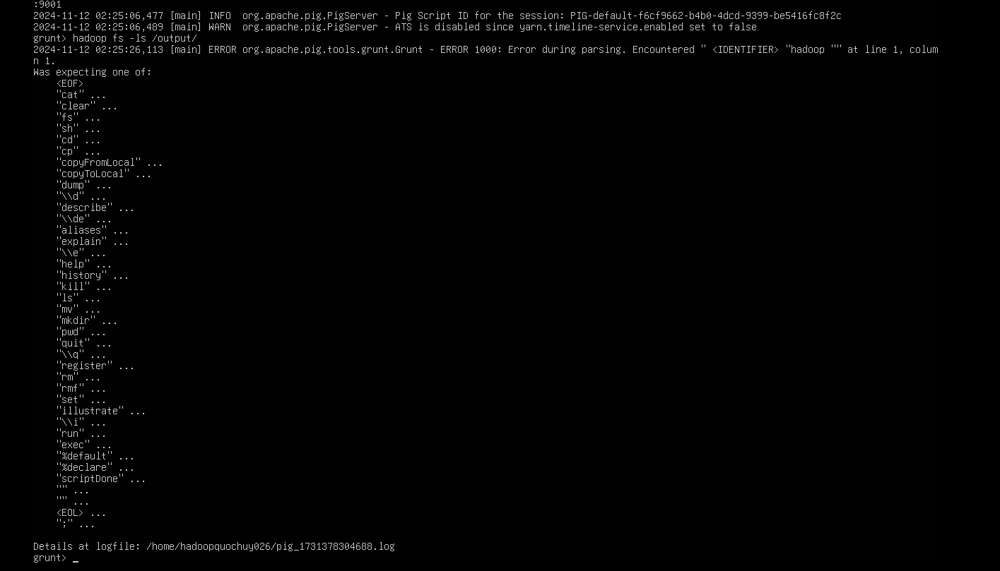 :9001
2024-11-12 02:25:06,477 [main] INFO  org.apache.pig.PigServer - Pig Script ID for the session: PIG-default-f6cf9662-b4b0-4dcd-9399-be5416fc8f2c
2024-11-12 02:25:06,489 [main] WARN  org.apache.pig.PigServer - ATS is disabled since yarn.timeline-service.enabled set to false
grunt> hadoop fs -ls /output/
2024-11-12 02:25:26,113 [main] ERROR org.apache.pig.tools.grunt.Grunt - ERROR 1000: Error during parsing. Encountered " <IDENTIFIER> "hadoop "" at line 1, colum
n 1.
Was expecting one of:
    <EOF>
    "cat" ...
    "clear" ...
    "fs" ...
    "sh" ...
    "cd" ...
    "cp" ...
    "copyFromLocal" ...
    "copyToLocal" ...
    "dump" ...
    "\\d" ...
    "describe" ...
    "\\de" ...
    "aliases" ...
    "explain" ...
    "\\e" ...
    "help" ...
    "history" ...
    "kill" ...
    "ls" ...
    "mv" ...
    "mkdir" ...
    "pwd" ...
    "quit" ...
    "\\q" ...
    "register" ...
    "rm" ...
    "rmf" ...
    "set" ...
    "illustrate" ...
    "\\i" ...
    "run" ...
    "exec" ...
    "%default" ...
    "%declare" ...
    "scriptDone" ...
    "" ...
    "" ...
    <EOL> ...
    ";" ...
Details at logfile: /home/hadoopquochuy026/pig_1731378304688.log
grunt> _